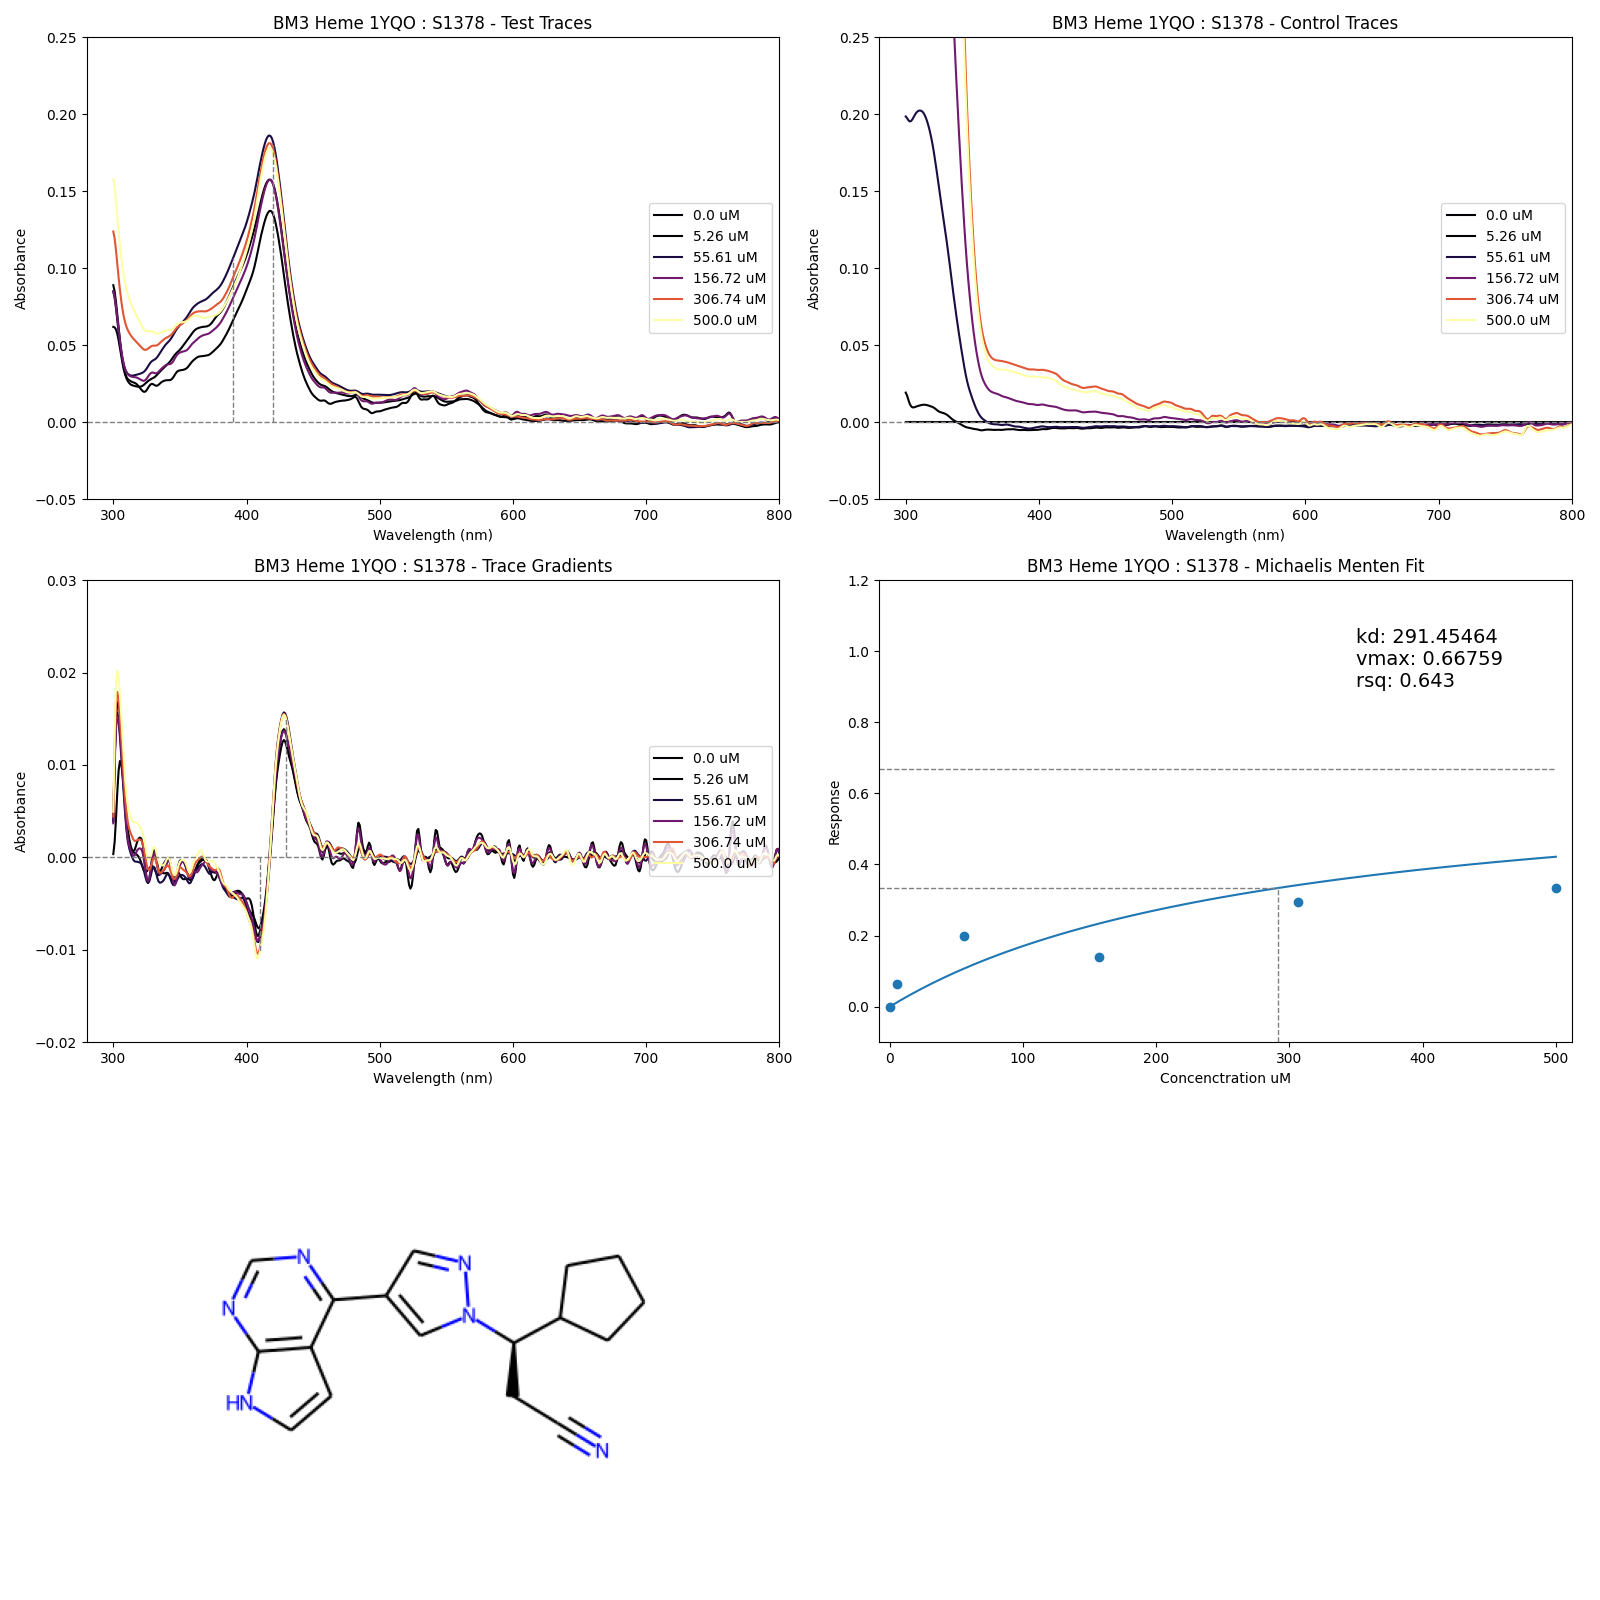 BM3 Heme 1YQO : S1378 - Test Traces
0.25
0.20
0.15
0.10
0.05
0.00
−0.05
Absorbance
300 400 500 600 700 800
Wavelength (nm)
0.0 uM
5.26 uM
55.61 uM
156.72 uM
306.74 uM
500.0 uM
BM3 Heme 1YQO : S1378 - Control Traces
0.25
0.20
0.15
0.10
0.05
0.00
−0.05
Absorbance
300 400 500 600 700 800
Wavelength (nm)
0.0 uM
5.26 uM
55.61 uM
156.72 uM
306.74 uM
500.0 uM
BM3 Heme 1YQO : S1378 - Trace Gradients
0.03
0.02
0.01
0.00
−0.01
−0.02
Absorbance
300 400 500 600 700 800
Wavelength (nm)
0.0 uM
5.26 uM
55.61 uM
156.72 uM
306.74 uM
500.0 uM
BM3 Heme 1YQO : S1378 - Michaelis Menten Fit
1.2
1.0
0.8
0.6
0.4
0.2
0.0
Response
kd: 291.45464
vmax: 0.66759
rsq: 0.643
0 100 200 300 400 500
Concenctration uM
N
N
N
N
HN
N